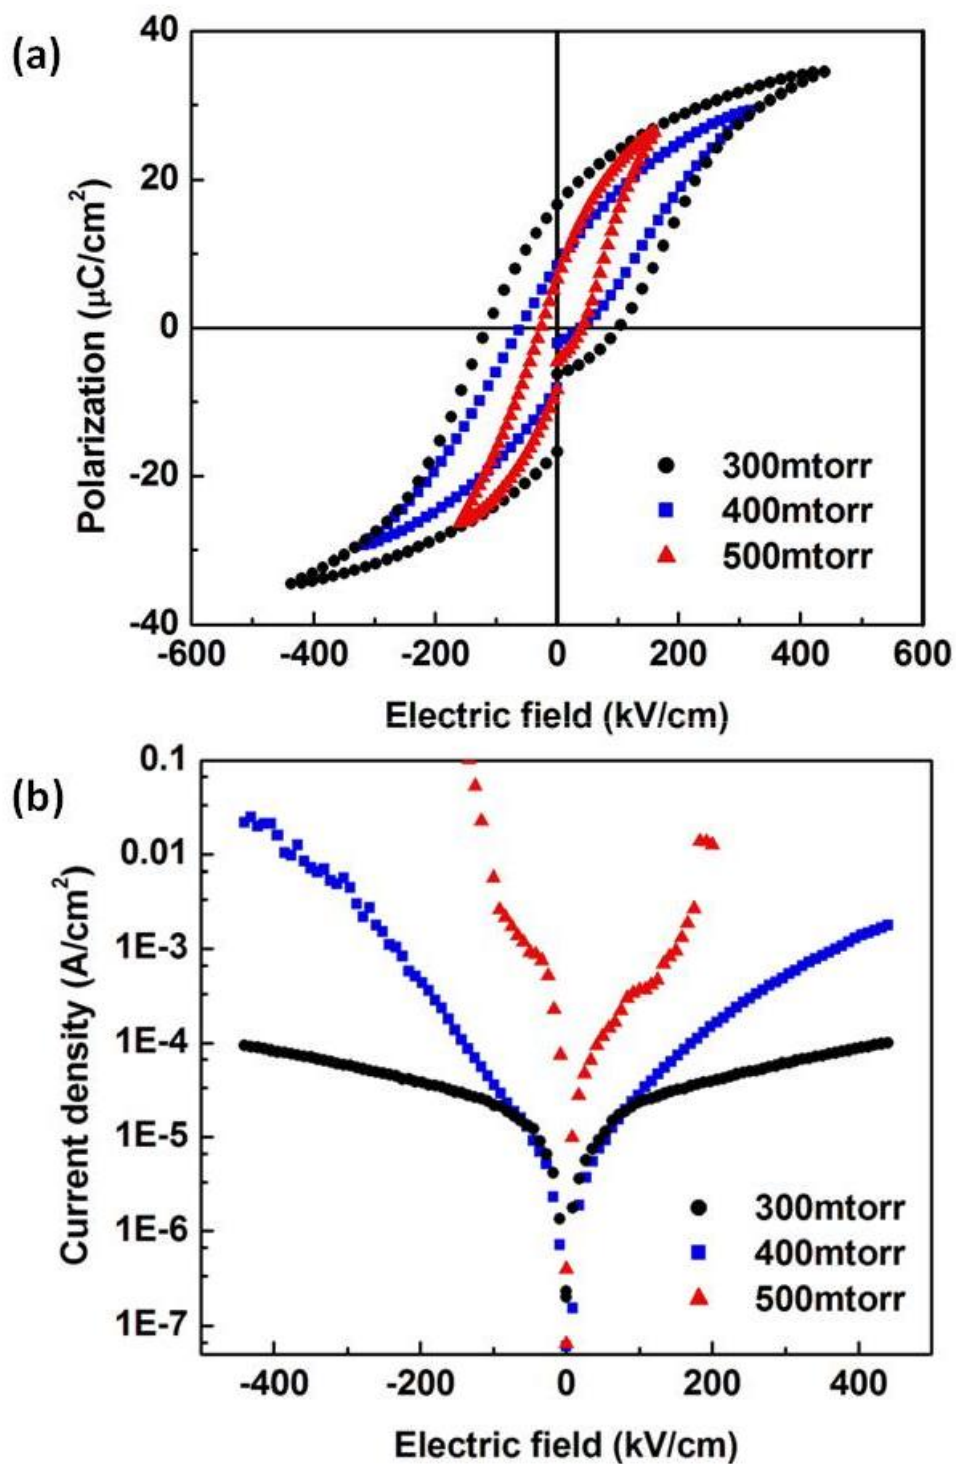 (a)
40
20
0
-20
-40
Polarization (μC/cm²)
300mtorr
400mtorr
500mtorr
-600 -400 -200 0 200 400 600
Electric field (kV/cm)
(b)
0.1
0.01
1E-3
1E-4
1E-5
1E-6
1E-7
Current density (A/cm²)
300mtorr
400mtorr
500mtorr
-400 -200 0 200 400
Electric field (kV/cm)